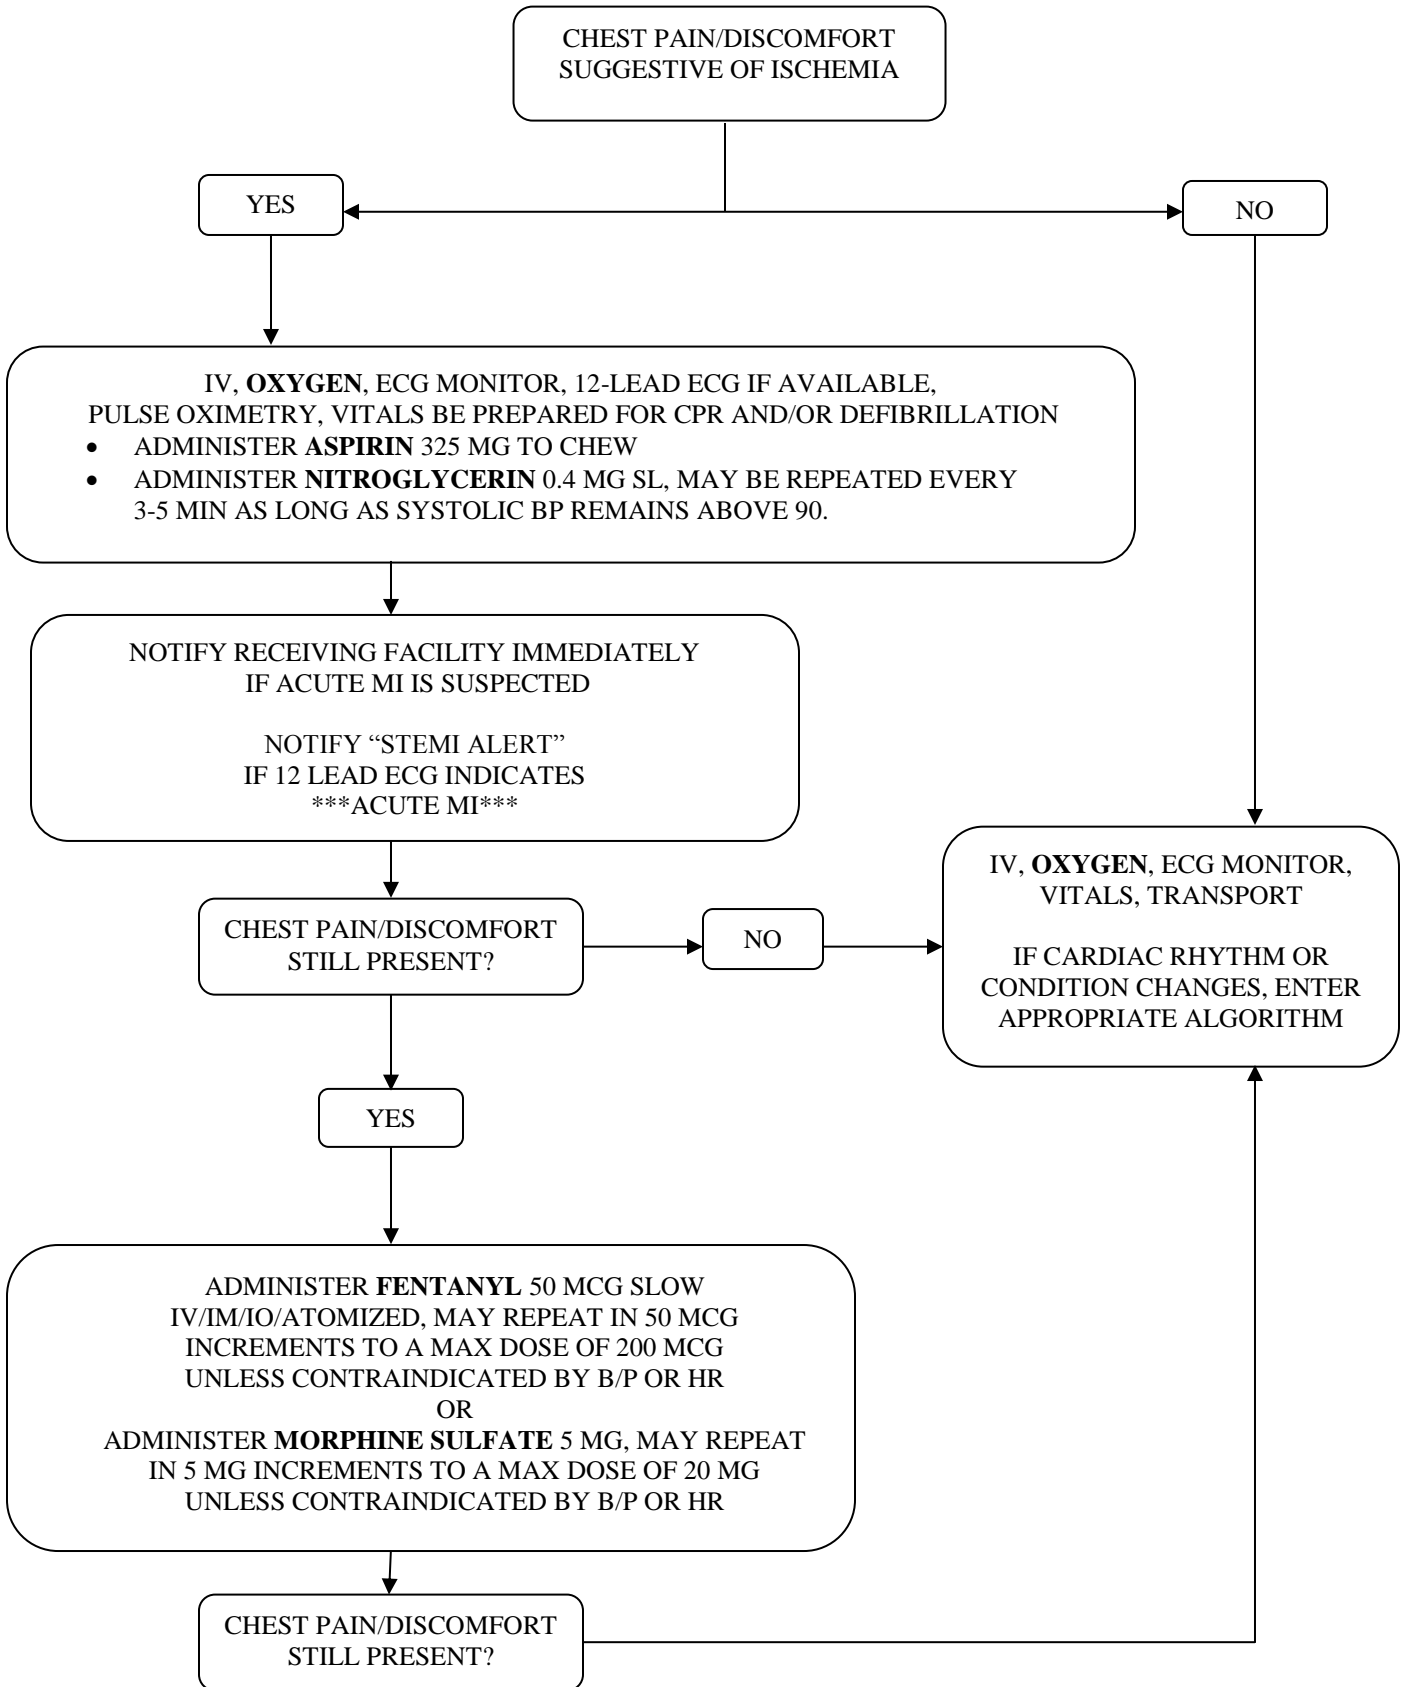 CHEST PAIN/DISCOMFORT
SUGGESTIVE OF ISCHEMIA
YES
NO
IV, OXYGEN, ECG MONITOR, 12-LEAD ECG IF AVAILABLE,
PULSE OXIMETRY, VITALS BE PREPARED FOR CPR AND/OR DEFIBRILLATION
• ADMINISTER ASPIRIN 325 MG TO CHEW
• ADMINISTER NITROGLYCERIN 0.4 MG SL, MAY BE REPEATED EVERY
3-5 MIN AS LONG AS SYSTOLIC BP REMAINS ABOVE 90.
NOTIFY RECEIVING FACILITY IMMEDIATELY
IF ACUTE MI IS SUSPECTED
NOTIFY “STEMI ALERT”
IF 12 LEAD ECG INDICATES
***ACUTE MI***
CHEST PAIN/DISCOMFORT
STILL PRESENT?
NO
IV, OXYGEN, ECG MONITOR,
VITALS, TRANSPORT
IF CARDIAC RHYTHM OR
CONDITION CHANGES, ENTER
APPROPRIATE ALGORITHM
YES
ADMINISTER FENTANYL 50 MCG SLOW
IV/IM/IO/ATOMIZED, MAY REPEAT IN 50 MCG
INCREMENTS TO A MAX DOSE OF 200 MCG
UNLESS CONTRAINDICATED BY B/P OR HR
OR
ADMINISTER MORPHINE SULFATE 5 MG, MAY REPEAT
IN 5 MG INCREMENTS TO A MAX DOSE OF 20 MG
UNLESS CONTRAINDICATED BY B/P OR HR
CHEST PAIN/DISCOMFORT
STILL PRESENT?